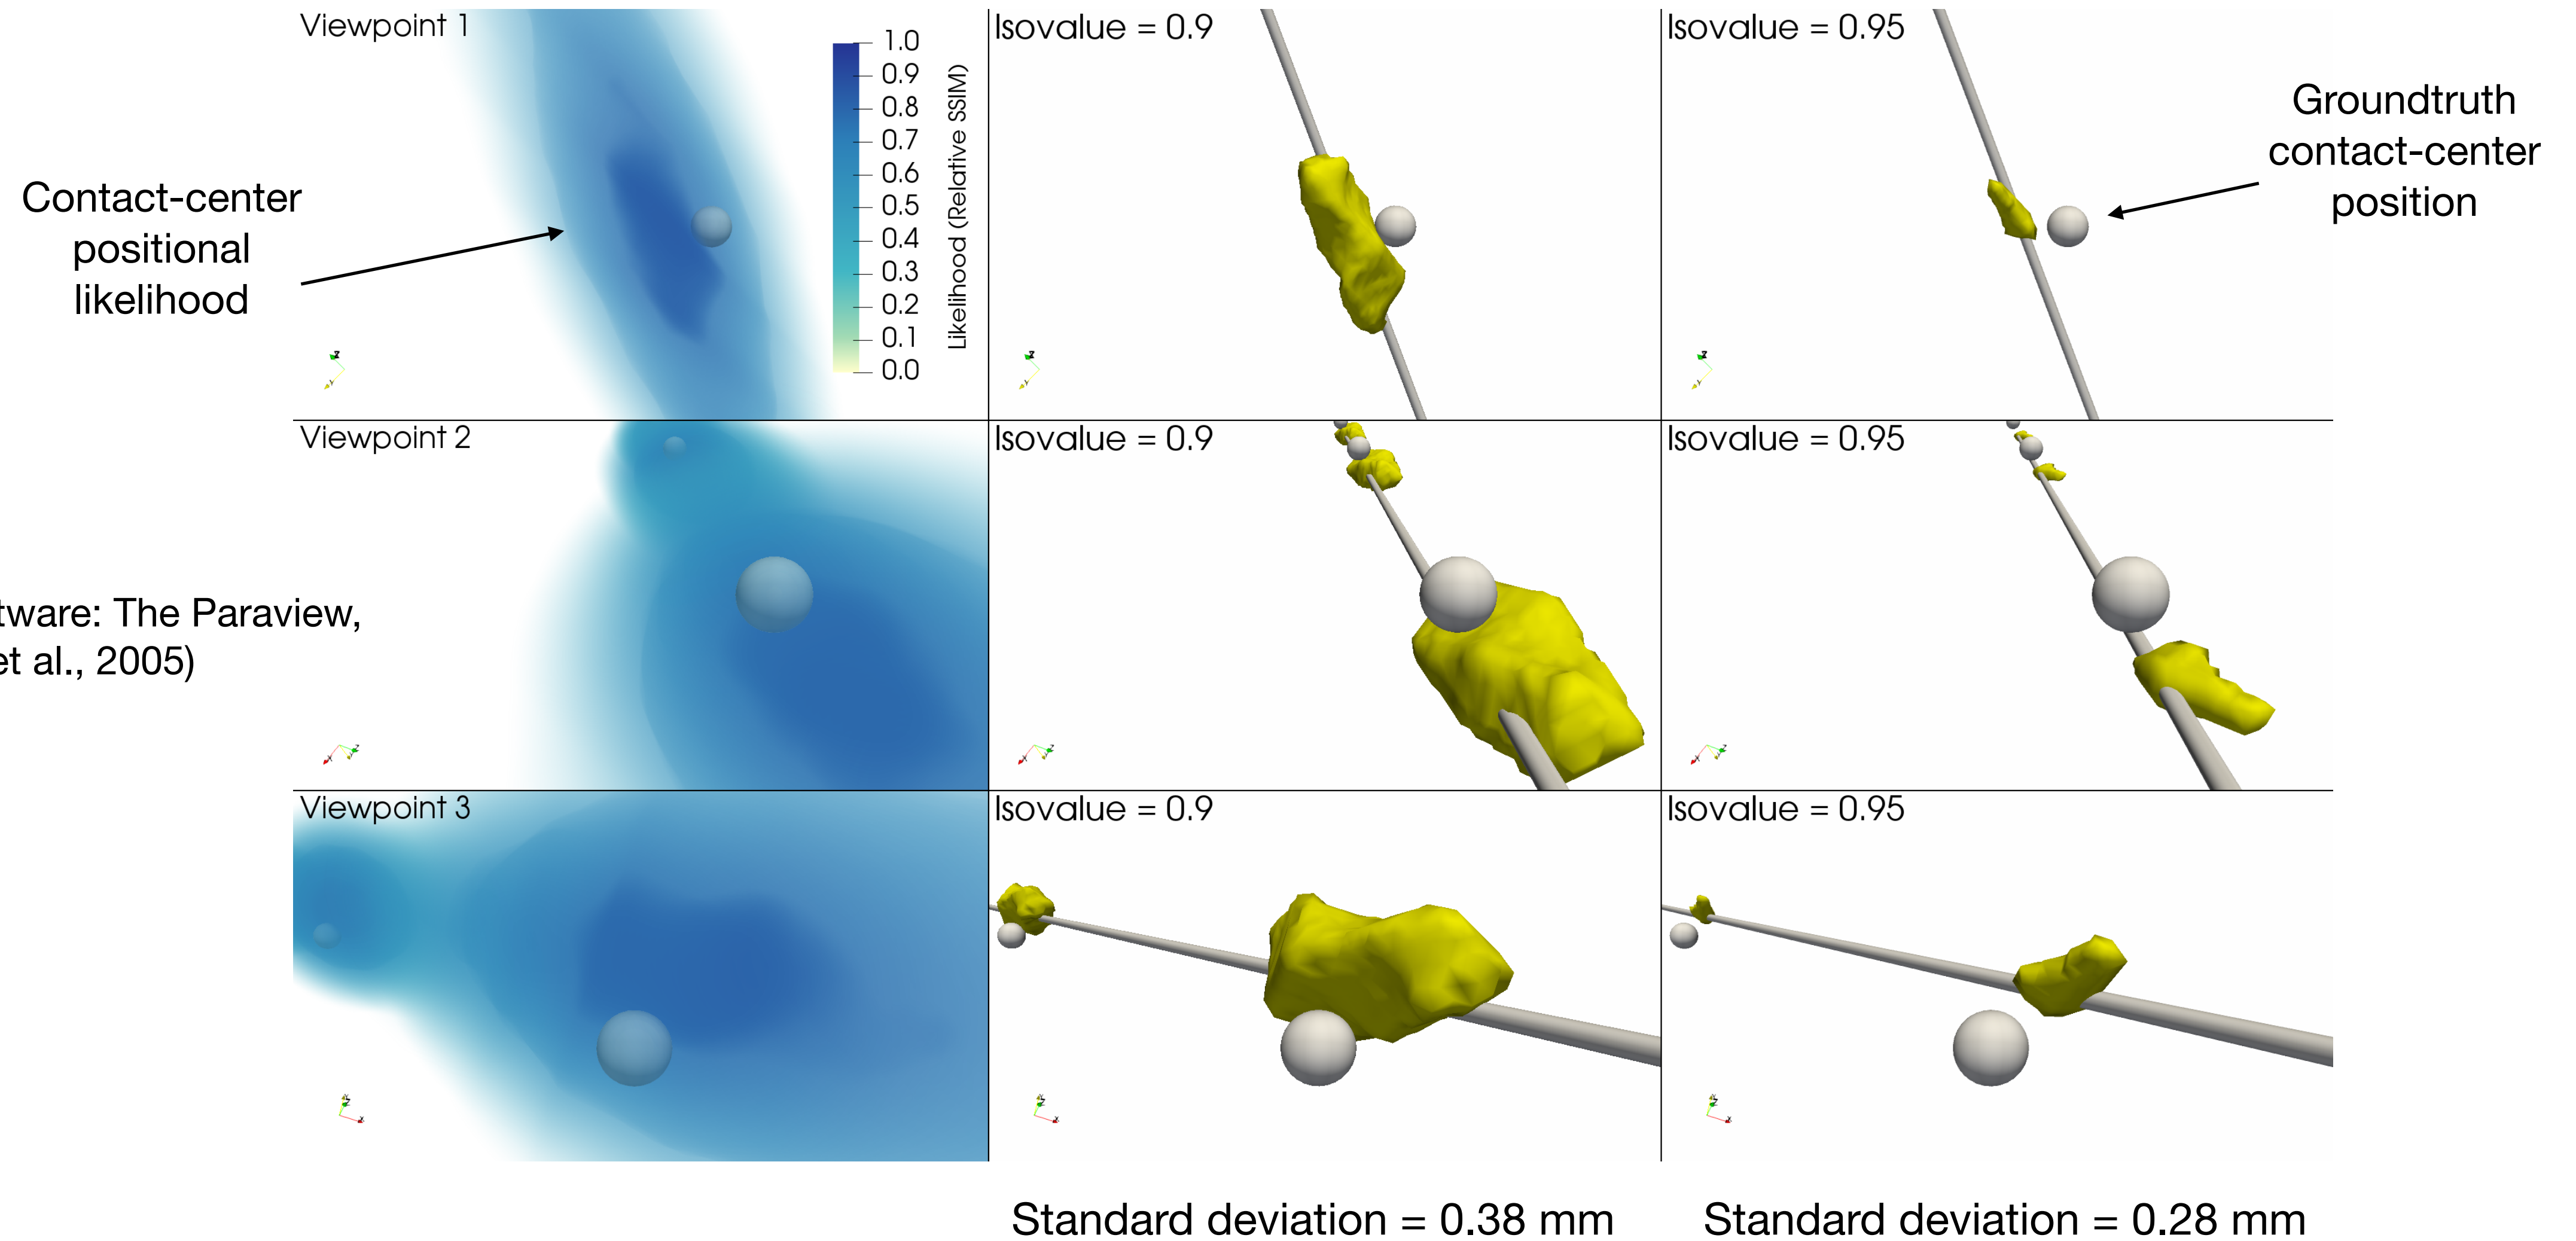 Viewpoint 1
1.0
0.9
0.8
0.7
0.6
0.5
0.4
0.3
0.2
0.1
0.0
Likelihood (Relative SSIM)
Isovalue = 0.9
Isovalue = 0.95
Contact-center
positional
likelihood
Groundtruth
contact-center
position
Z
Y
Z
Y
Z
Y
Viewpoint 2
Isovalue = 0.9
Isovalue = 0.95
tware: The Paraview,
et al., 2005)
X
Y
Z
X
Y
Z
X
Y
Z
Viewpoint 3
Isovalue = 0.9
Isovalue = 0.95
Y
Z
X
Y
Z
X
Y
Z
X
Standard deviation = 0.38 mm
Standard deviation = 0.28 mm